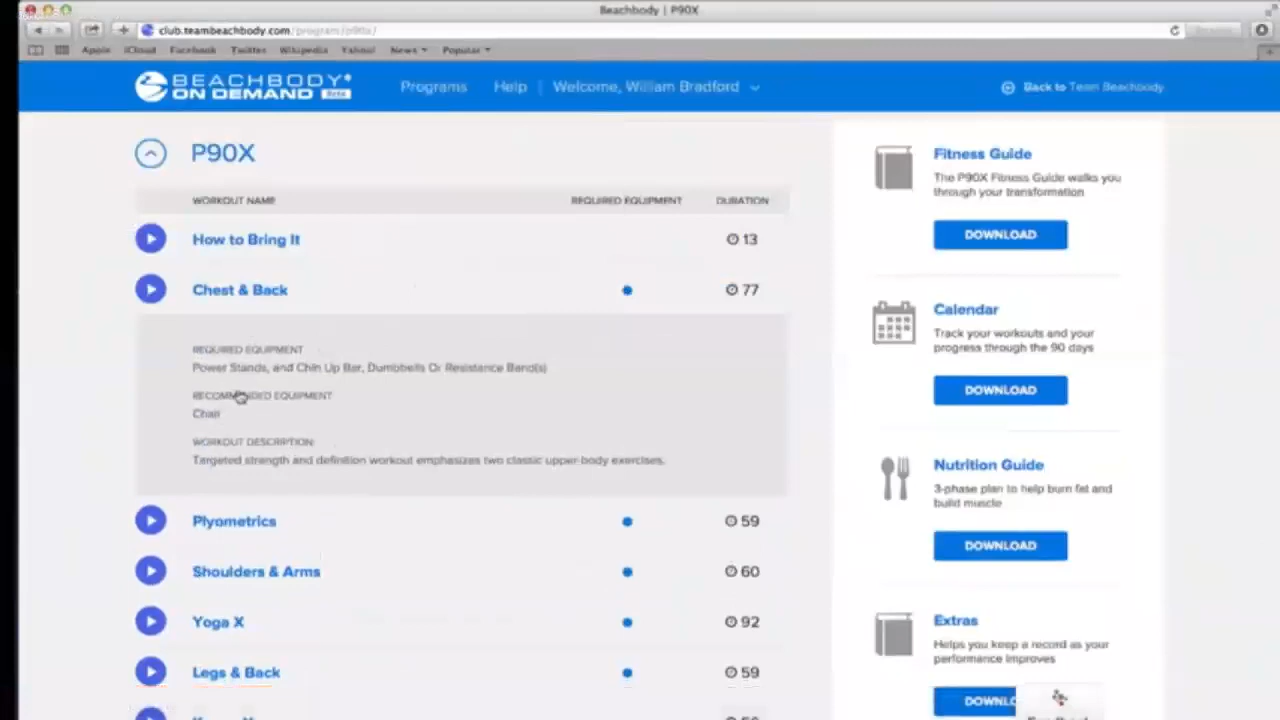 Beachbody | P90X
club.teambeachbody.com/program/p90x/
Apple iCloud Facebook Twitter Wikipedia Yahoo! News Popular
BEACHBODY
ON DEMAND Beta
Programs Help Welcome, William Bradford
Back to Team Beachbody
P90X
WORKOUT NAME REQUIRED EQUIPMENT DURATION
How to Bring It 13
Chest & Back 77
REQUIRED EQUIPMENT
Power Stands, and Chin Up Bar, Dumbbells Or Resistance Band(s)
RECOMMENDED EQUIPMENT
Chair
WORKOUT DESCRIPTION
Targeted strength and definition workout emphasizes two classic upper-body exercises.
Plyometrics 59
Shoulders & Arms 60
Yoga X 92
Legs & Back 59
Fitness Guide
The P90X Fitness Guide walks you
through your transformation
DOWNLOAD
Calendar
Track your workouts and your
progress through the 90 days
DOWNLOAD
Nutrition Guide
3-phase plan to help burn fat and
build muscle
DOWNLOAD
Extras
Helps you keep a record as your
performance improves
DOWNLO